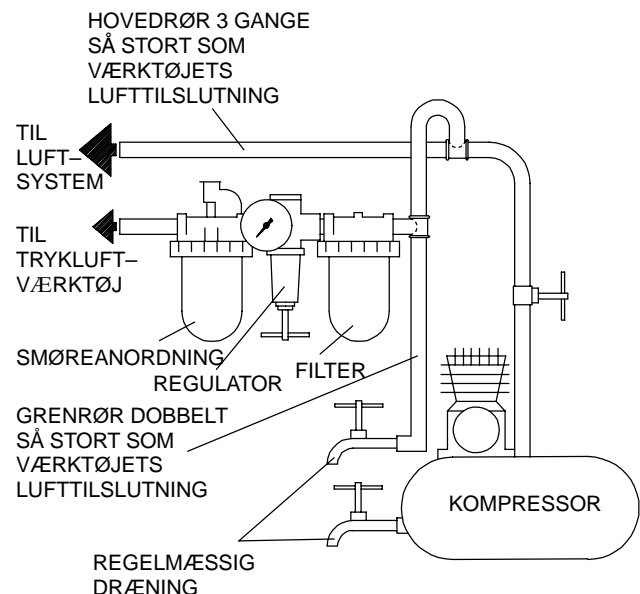 HOVEDRØR 3 GANGE
SÅ STORT SOM
VÆRKTØJETS
LUFTTILSLUTNING
TIL
LUFT–
SYSTEM
TIL
TRYKLUFT–
VÆRKTØJ
SMØREANORDNING
REGULATOR
FILTER
GRENRØR DOBBELT
SÅ STORT SOM
VÆRKTØJETS
LUFTTILSLUTNING
KOMPRESSOR
REGELMÆSSIG
DRÆNING